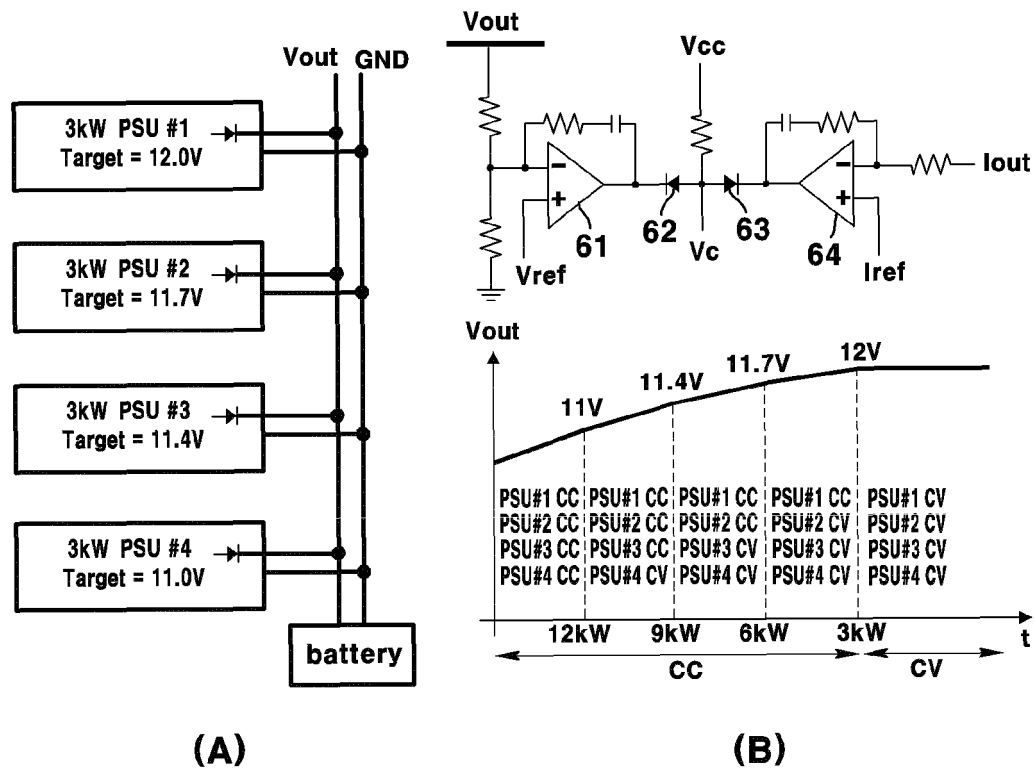 Vout GND
3kW PSU #1
Target = 12.0V
3kW PSU #2
Target = 11.7V
3kW PSU #3
Target = 11.4V
3kW PSU #4
Target = 11.0V
battery
(A)
Vout
Vcc
Iout
61
62
63
64
Vref
Vc
Iref
Vout
11V
11.4V
11.7V
12V
PSU#1 CC PSU#1 CC PSU#1 CC PSU#1 CC PSU#1 CV
PSU#2 CC PSU#2 CC PSU#2 CC PSU#2 CV PSU#2 CV
PSU#3 CC PSU#3 CC PSU#3 CV PSU#3 CV PSU#3 CV
PSU#4 CC PSU#4 CV PSU#4 CV PSU#4 CV PSU#4 CV
12kW 9kW 6kW 3kW t
CC CV
(B)